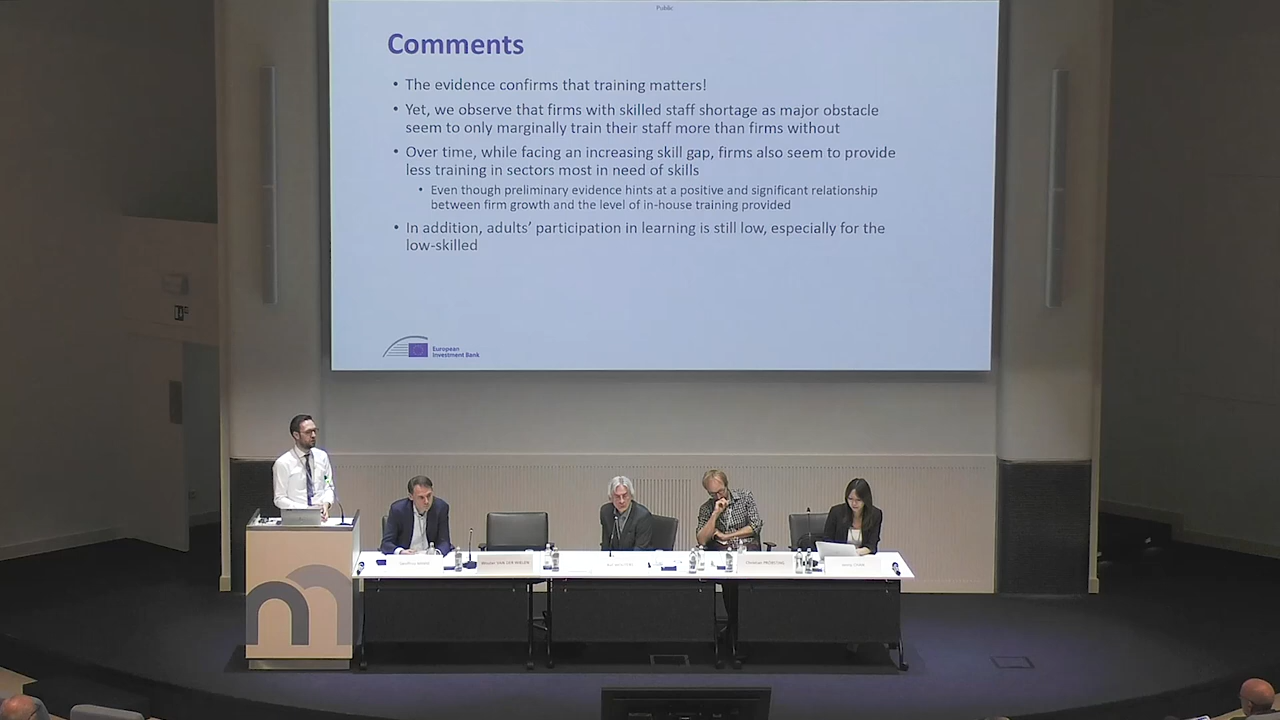 Public
Comments
• The evidence confirms that training matters!
• Yet, we observe that firms with skilled staff shortage as major obstacle
seem to only marginally train their staff more than firms without
• Over time, while facing an increasing skill gap, firms also seem to provide
less training in sectors most in need of skills
• Even though preliminary evidence hints at a positive and significant relationship
between firm growth and the level of in-house training provided
• In addition, adults' participation in learning is still low, especially for the
low-skilled
European
Investment Bank
Wouter VAN DER WIELEN